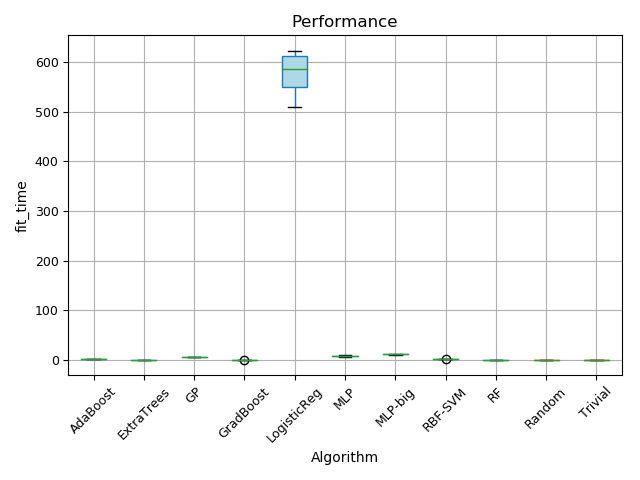 Performance
600
500
400
300
200
100
0
fit_time
AdaBoost
ExtraTrees
GP
GradBoost
LogisticReg
MLP
MLP-big
RBF-SVM
RF
Random
Trivial
Algorithm